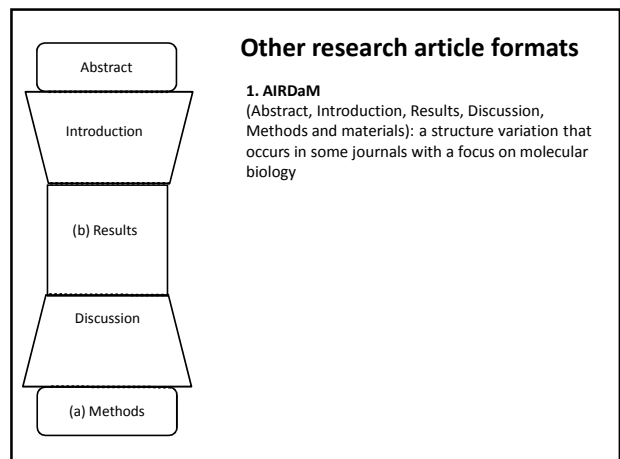 Other research article formats
Abstract
Introduction
(b) Results
Discussion
(a) Methods
1. AIRDaM
(Abstract, Introduction, Results, Discussion,
Methods and materials): a structure variation that
occurs in some journals with a focus on molecular
biology